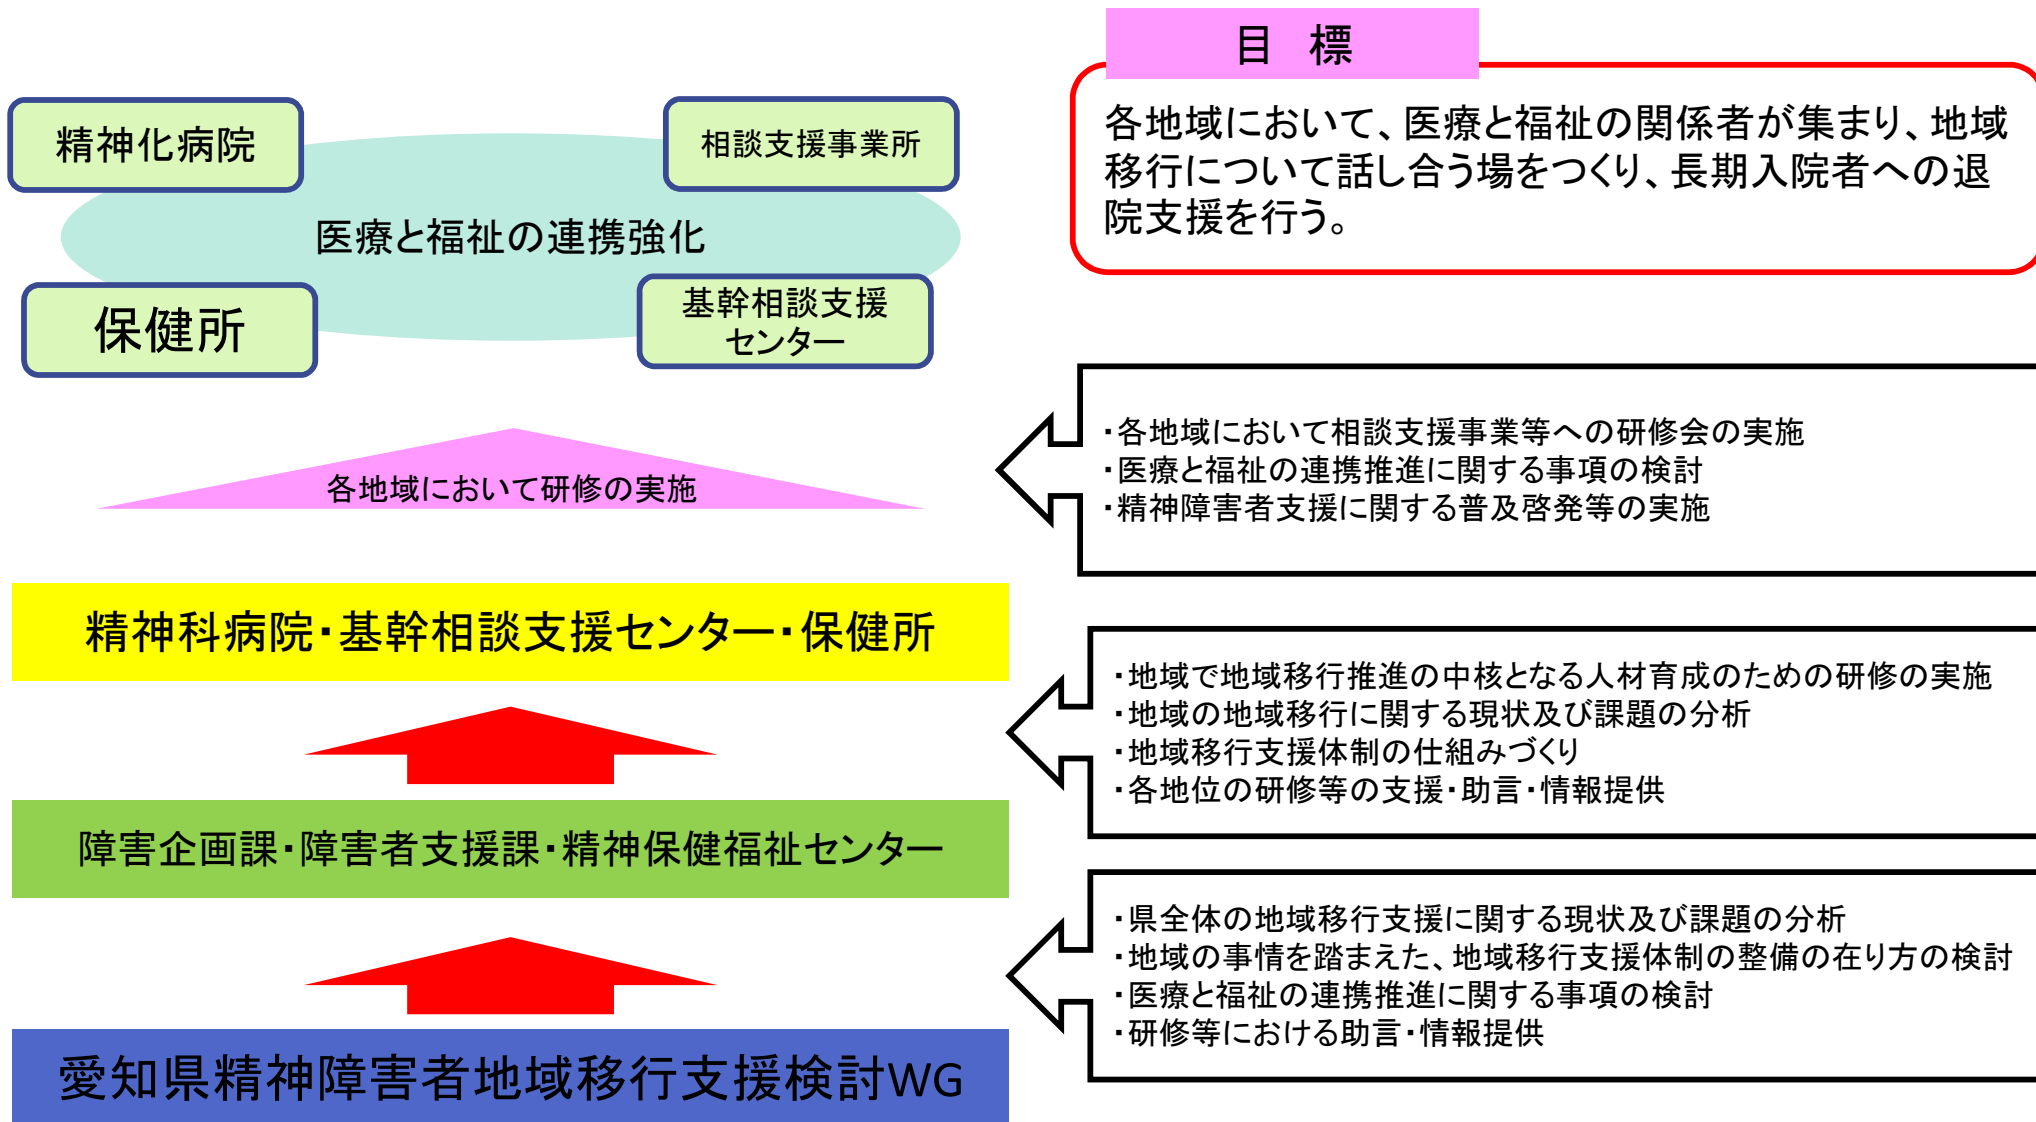 目　標
各地域において、医療と福祉の関係者が集まり、地域
移行について話し合う場をつくり、長期入院者への退
院支援を行う。
精神化病院
相談支援事業所
医療と福祉の連携強化
保健所
基幹相談支援
センター
各地域において研修の実施
・各地域において相談支援事業等への研修会の実施
・医療と福祉の連携推進に関する事項の検討
・精神障害者支援に関する普及啓発等の実施
精神科病院・基幹相談支援センター・保健所
・地域で地域移行推進の中核となる人材育成のための研修の実施
・地域の地域移行に関する現状及び課題の分析
・地域移行支援体制の仕組みづくり
・各地位の研修等の支援・助言・情報提供
障害企画課・障害者支援課・精神保健福祉センター
・県全体の地域移行支援に関する現状及び課題の分析
・地域の事情を踏まえた、地域移行支援体制の整備の在り方の検討
・医療と福祉の連携推進に関する事項の検討
・研修等における助言・情報提供
愛知県精神障害者地域移行支援検討WG